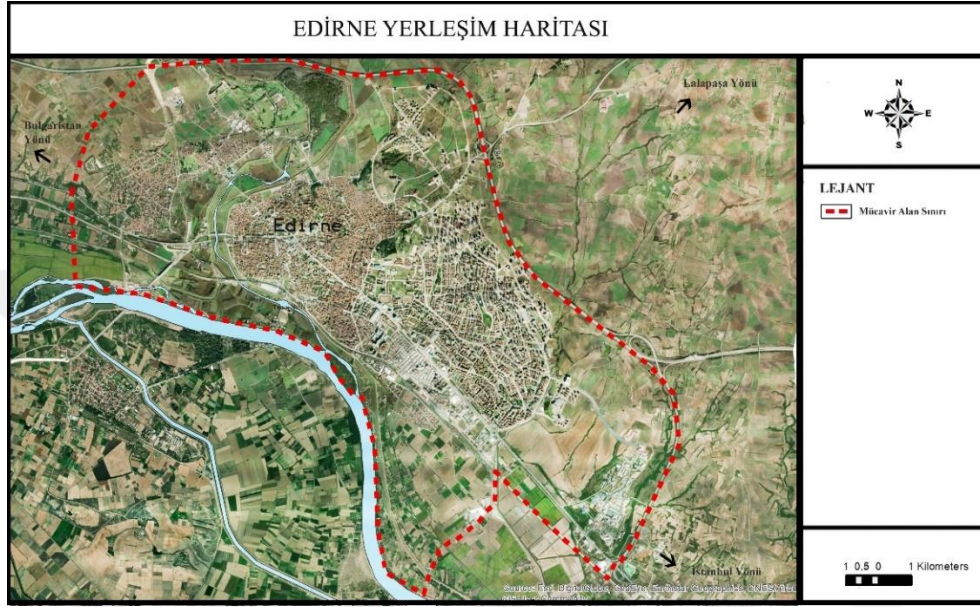 EDİRNE YERLEŞİM HARİTASI
Lalapaşa Yönü
Bulgaristan
Yönü
Edirne
İstanbul Yönü
N
W E
S
LEJANT
Mücavir Alan Sınırı
1 0,5 0 1 Kilometers